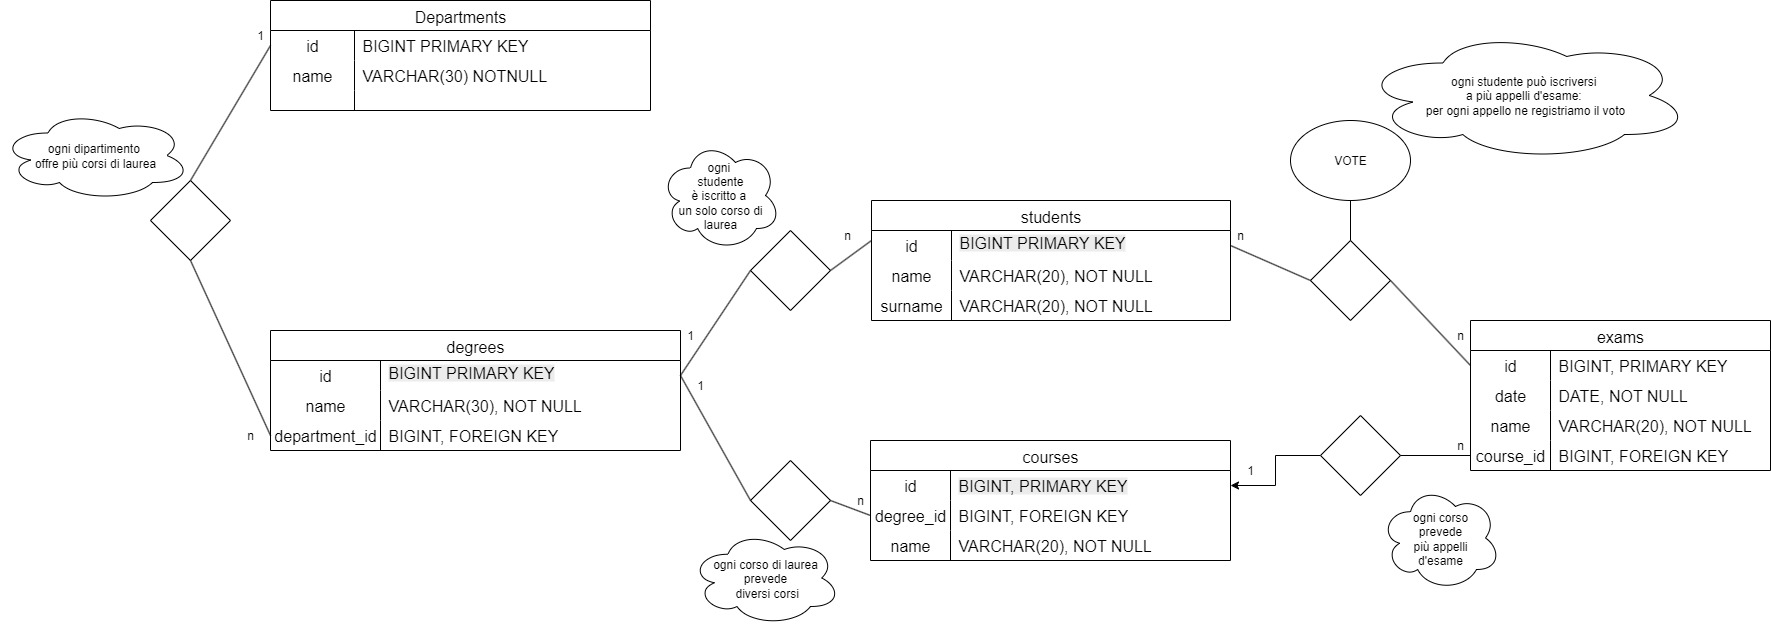 Departments
1
id BIGINT PRIMARY KEY
name VARCHAR(30) NOTNULL
ogni dipartimento
offre più corsi di laurea
ogni
studente
è iscritto a
un solo corso di
laurea
ogni studente può iscriversi
a più appelli d'esame:
per ogni appello ne registriamo il voto
VOTE
students
n
n
id BIGINT PRIMARY KEY
name VARCHAR(20), NOT NULL
surname VARCHAR(20), NOT NULL
degrees
1
1
n
id BIGINT PRIMARY KEY
name VARCHAR(30), NOT NULL
department_id BIGINT, FOREIGN KEY
exams
n
id BIGINT, PRIMARY KEY
date DATE, NOT NULL
name VARCHAR(20), NOT NULL
course_id BIGINT, FOREIGN KEY
n
1
courses
n
id BIGINT, PRIMARY KEY
degree_id BIGINT, FOREIGN KEY
name VARCHAR(20), NOT NULL
ogni corso di laurea
prevede
diversi corsi
ogni corso
prevede
più appelli
d'esame